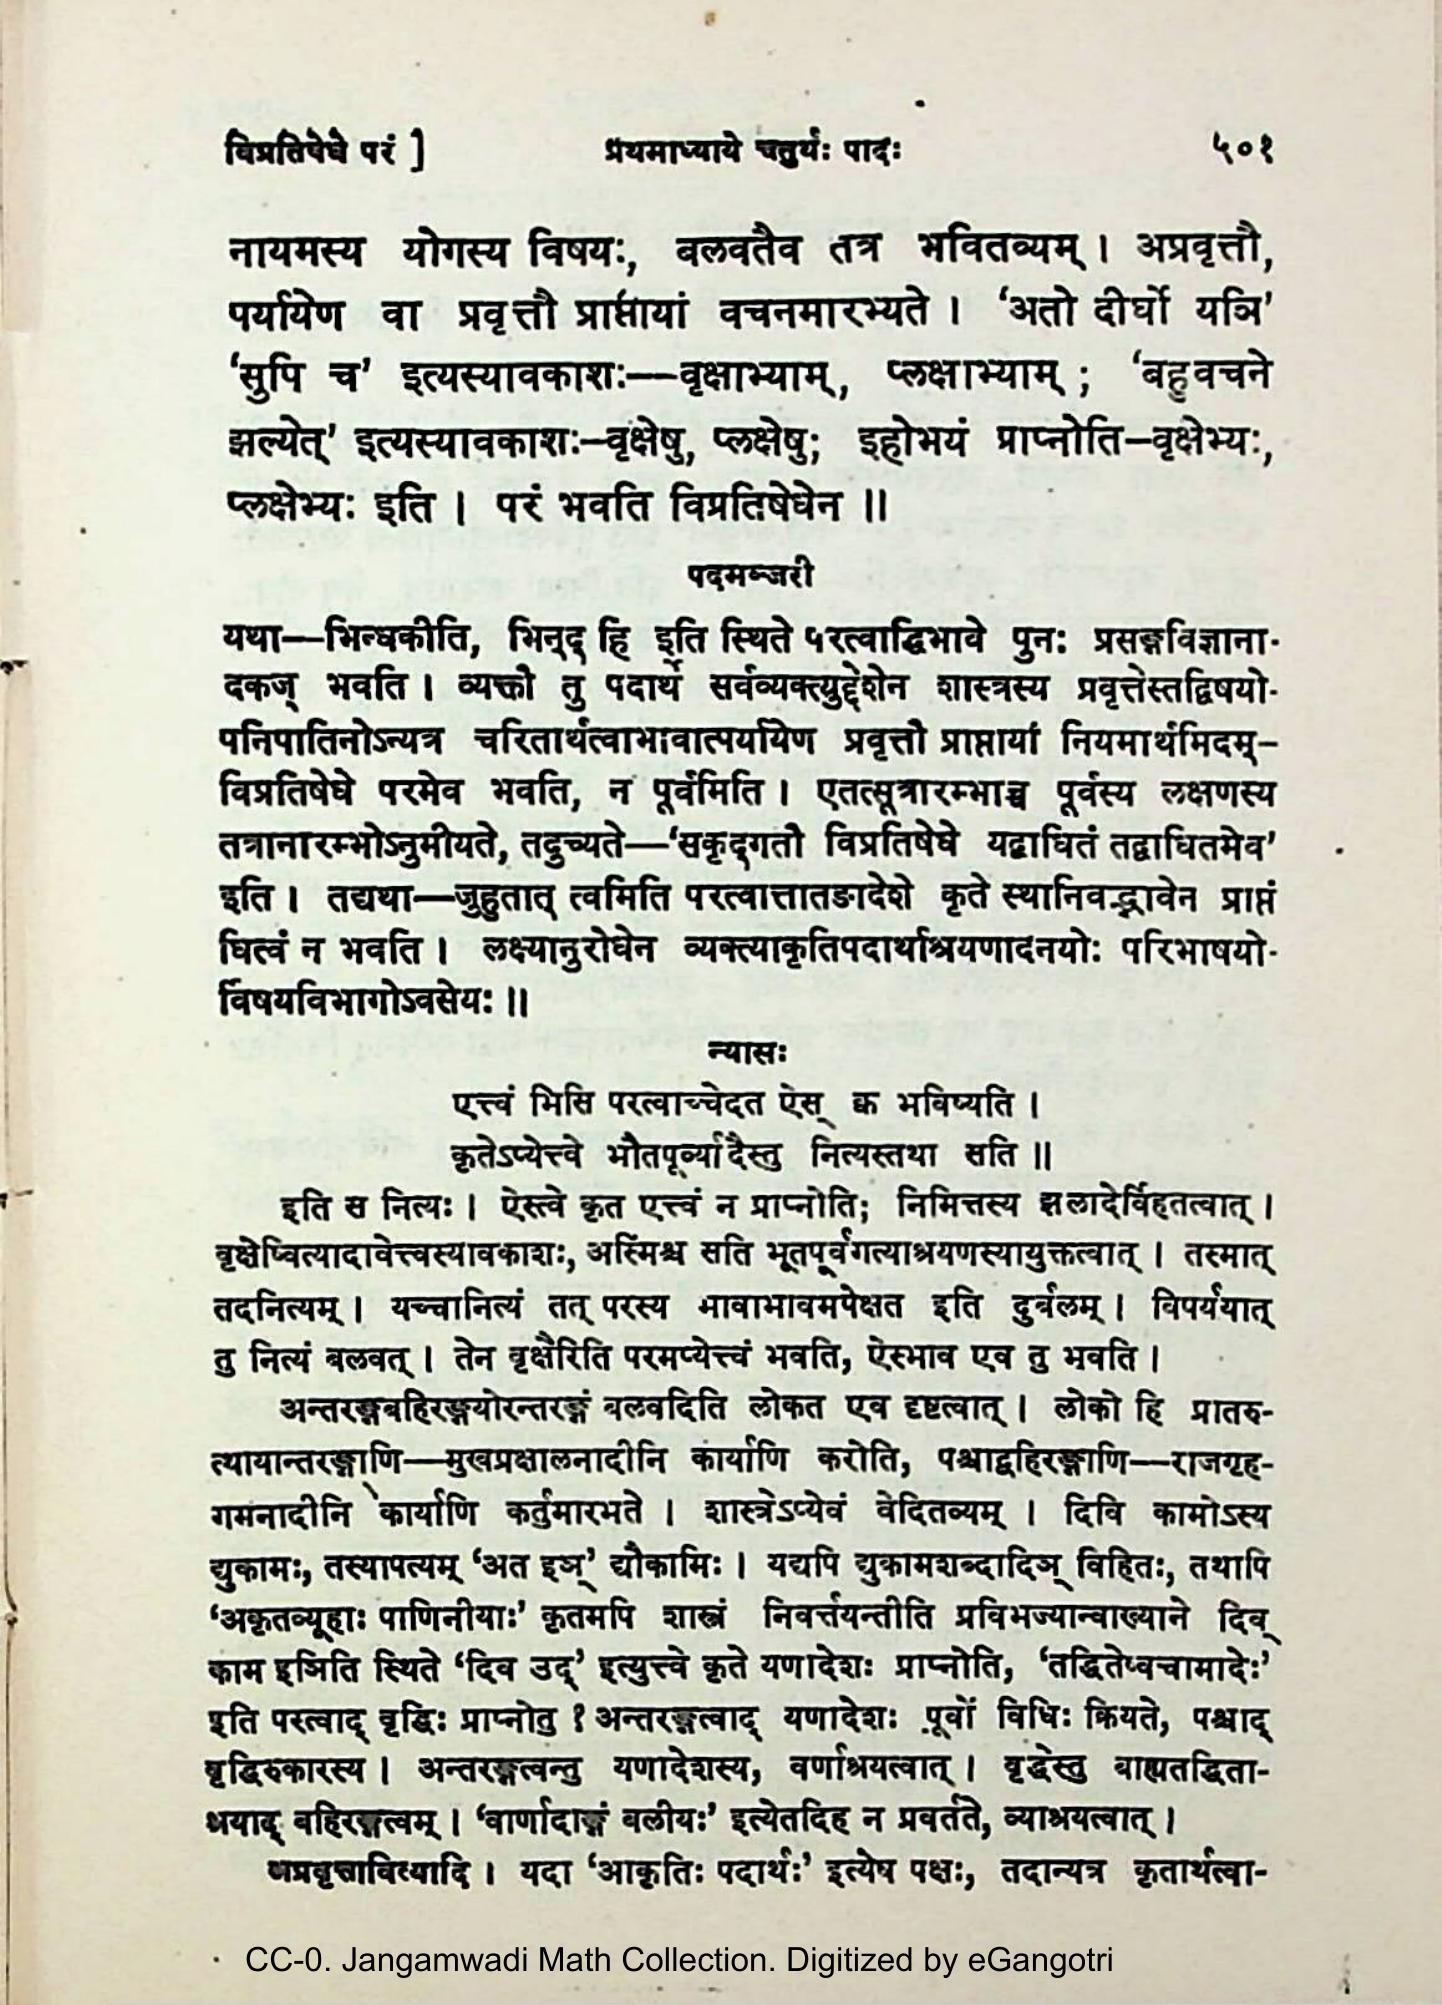 विप्रतिषेधे परं ] प्रथमाध्याये चतुर्थः पादः ५०१
नायमस्य योगस्य विषयः, बलवतैव तत्र भवितव्यम् । अप्रवृत्तौ,
पर्यायेण वा प्रवृत्तौ प्राप्तायां वचनमारभ्यते । ‘अतो दीर्घो यञि’
‘सुपि च’ इत्यस्यावकाशः—वृक्षाभ्याम्, प्लक्षाभ्याम् ; ‘बहुवचने
झल्येत्’ इत्यस्यावकाशः–वृक्षेषु, प्लक्षेषु; इहोभयं प्राप्नोति–वृक्षेभ्यः,
प्लक्षेभ्यः इति । परं भवति विप्रतिषेधेन ॥
पदमञ्जरी
यथा—भिन्धकीति, भिन्द् हि इति स्थिते परत्वाद्धिभावे पुनः प्रसङ्गविज्ञाना-
दकज् भवति । व्यक्तौ तु पदार्थे सर्वव्यक्त्युद्देशेन शास्त्रस्य प्रवृत्तेस्तद्विषयो-
पनिपातिनोऽन्यत्र चरितार्थत्वाभावात्पर्यायेण प्रवृत्तौ प्राप्तायां नियमार्थमिदम्–
विप्रतिषेधे परमेव भवति, न पूर्वमिति । एतत्सूत्रारम्भाच्च पूर्वस्य लक्षणस्य
तत्रानारम्भोऽनुमीयते, तदुच्यते—‘सकृद्गतौ विप्रतिषेधे यद्बाधितं तद्बाधितमेव’
इति । तद्यथा—जुहुतात् त्वमिति परत्वात्तातङादेशे कृते स्थानिवद्भावेन प्राप्तं
धित्वं न भवति । लक्ष्यानुरोधेन व्यक्त्याकृतिपदार्थाश्रयणादनयोः परिभाषयो-
र्विषयविभागोऽवसेयः ॥
न्यासः
एत्त्वं भिसि परत्वाच्चेदत ऐस् क्व भविष्यति ।
कृतेऽप्येत्त्वे भौतपूर्व्यादैस्तु नित्यस्तथा सति ॥
इति स नित्यः । ऐस्त्वे कृत एत्त्वं न प्राप्नोति; निमित्तस्य झलादेर्विहतत्वात् ।
वृक्षेष्वित्यादावेत्त्वस्यावकाशः, अस्मिंश्च सति भूतपूर्वगत्याश्रयणस्यायुक्तत्वात् । तस्मात्
तदनित्यम् । यच्चानित्यं तत् परस्य भावाभावमपेक्षत इति दुर्बलम् । विपर्ययात्
तु नित्यं बलवत् । तेन वृक्षैरिति परमप्येत्त्वं भवति, ऐस्भाव एव तु भवति ।
अन्तरङ्गबहिरङ्गयोरन्तरङ्गं बलवदिति लोकत एव दृष्टत्वात् । लोको हि प्रातरु-
त्थायान्तरङ्गाणि—मुखप्रक्षालनादीनि कार्याणि करोति, पश्चाद्बहिरङ्गाणि—राजगृह-
गमनादीनि कार्याणि कर्तुमारभते । शास्त्रेऽप्येवं वेदितव्यम् । दिवि कामोऽस्य
द्युकामः, तस्यापत्यम् ‘अत इञ्’ द्यौकामिः । यद्यपि द्युकामशब्दादिञ् विहितः, तथापि
‘अकृतव्यूहाः पाणिनीयाः’ कृतमपि शास्त्रं निवर्त्तयन्तीति प्रविभज्यान्वाख्याने दिव्
काम इञिति स्थिते ‘दिव उद्’ इत्युत्त्वे कृते यणादेशः प्राप्नोति, ‘तद्धितेष्वचामादेः’
इति परत्वाद् वृद्धिः प्राप्नोतु ? अन्तरङ्गत्वाद् यणादेशः पूर्वो विधिः क्रियते, पश्चाद्
वृद्धिरुकारस्य । अन्तरङ्गत्वन्तु यणादेशस्य, वर्णाश्रयत्वात् । वृद्धेस्तु बाह्यतद्धिता-
श्रयाद् बहिरङ्गत्वम् । ‘वार्णादाङ्गं बलीयः’ इत्येतदिह न प्रवर्तते, व्याश्रयत्वात् ।
अप्रवृत्तावित्यादि । यदा ‘आकृतिः पदार्थः’ इत्येष पक्षः, तदान्यत्र कृतार्थत्वा-
CC-0. Jangamwadi Math Collection. Digitized by eGangotri